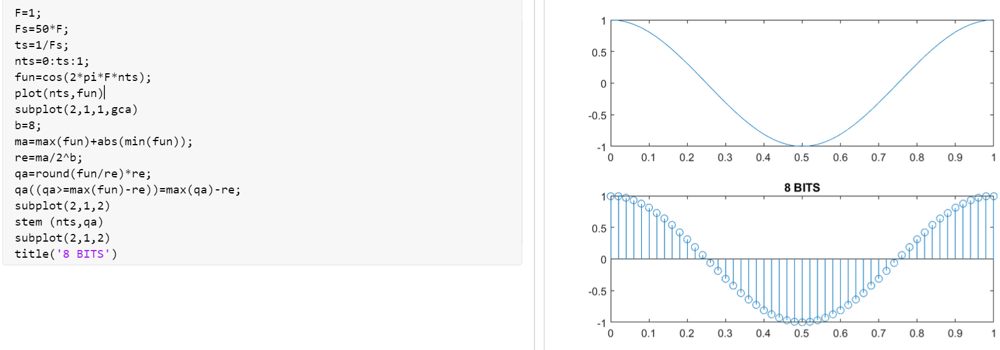 F=1;
Fs=50*F;
ts=1/Fs;
nts=0:ts:1;
fun=cos(2*pi*F*nts);
plot(nts,fun)
subplot(2,1,1,gca)
b=8;
ma=max(fun)+abs(min(fun));
re=ma/2^b;
qa=round(fun/re)*re;
qa((qa>=max(fun)-re))=max(qa)-re;
subplot(2,1,2)
stem (nts,qa)
subplot(2,1,2)
title('8 BITS')
1
0.5
0
-0.5
-1
0 0.1 0.2 0.3 0.4 0.5 0.6 0.7 0.8 0.9 1
8 BITS
1
0.5
0
-0.5
-1
0 0.1 0.2 0.3 0.4 0.5 0.6 0.7 0.8 0.9 1